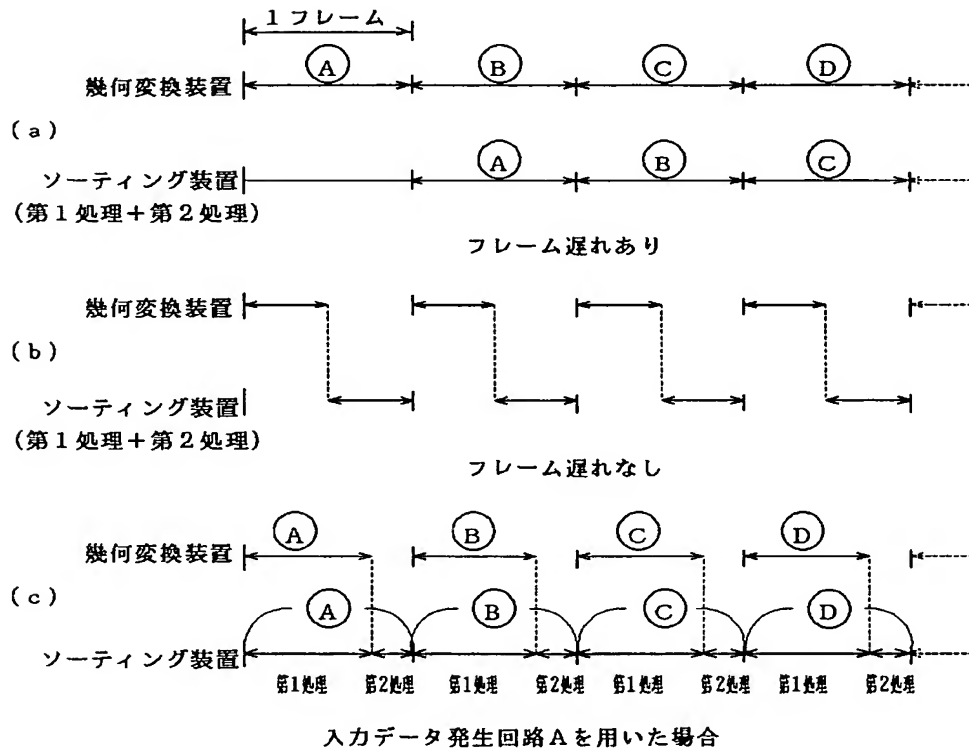 1フレーム
Ⓐ Ⓑ Ⓒ Ⓓ
幾何変換装置
(a)
Ⓐ Ⓑ Ⓒ
ソーティング装置
(第1処理+第2処理)
フレーム遅れあり
幾何変換装置
(b)
ソーティング装置
(第1処理+第2処理)
フレーム遅れなし
Ⓐ Ⓑ Ⓒ Ⓓ
幾何変換装置
(c)
Ⓐ Ⓑ Ⓒ Ⓓ
ソーティング装置
第1処理 第2処理 第1処理 第2処理 第1処理 第2処理 第1処理 第2処理
入力データ発生回路Aを用いた場合